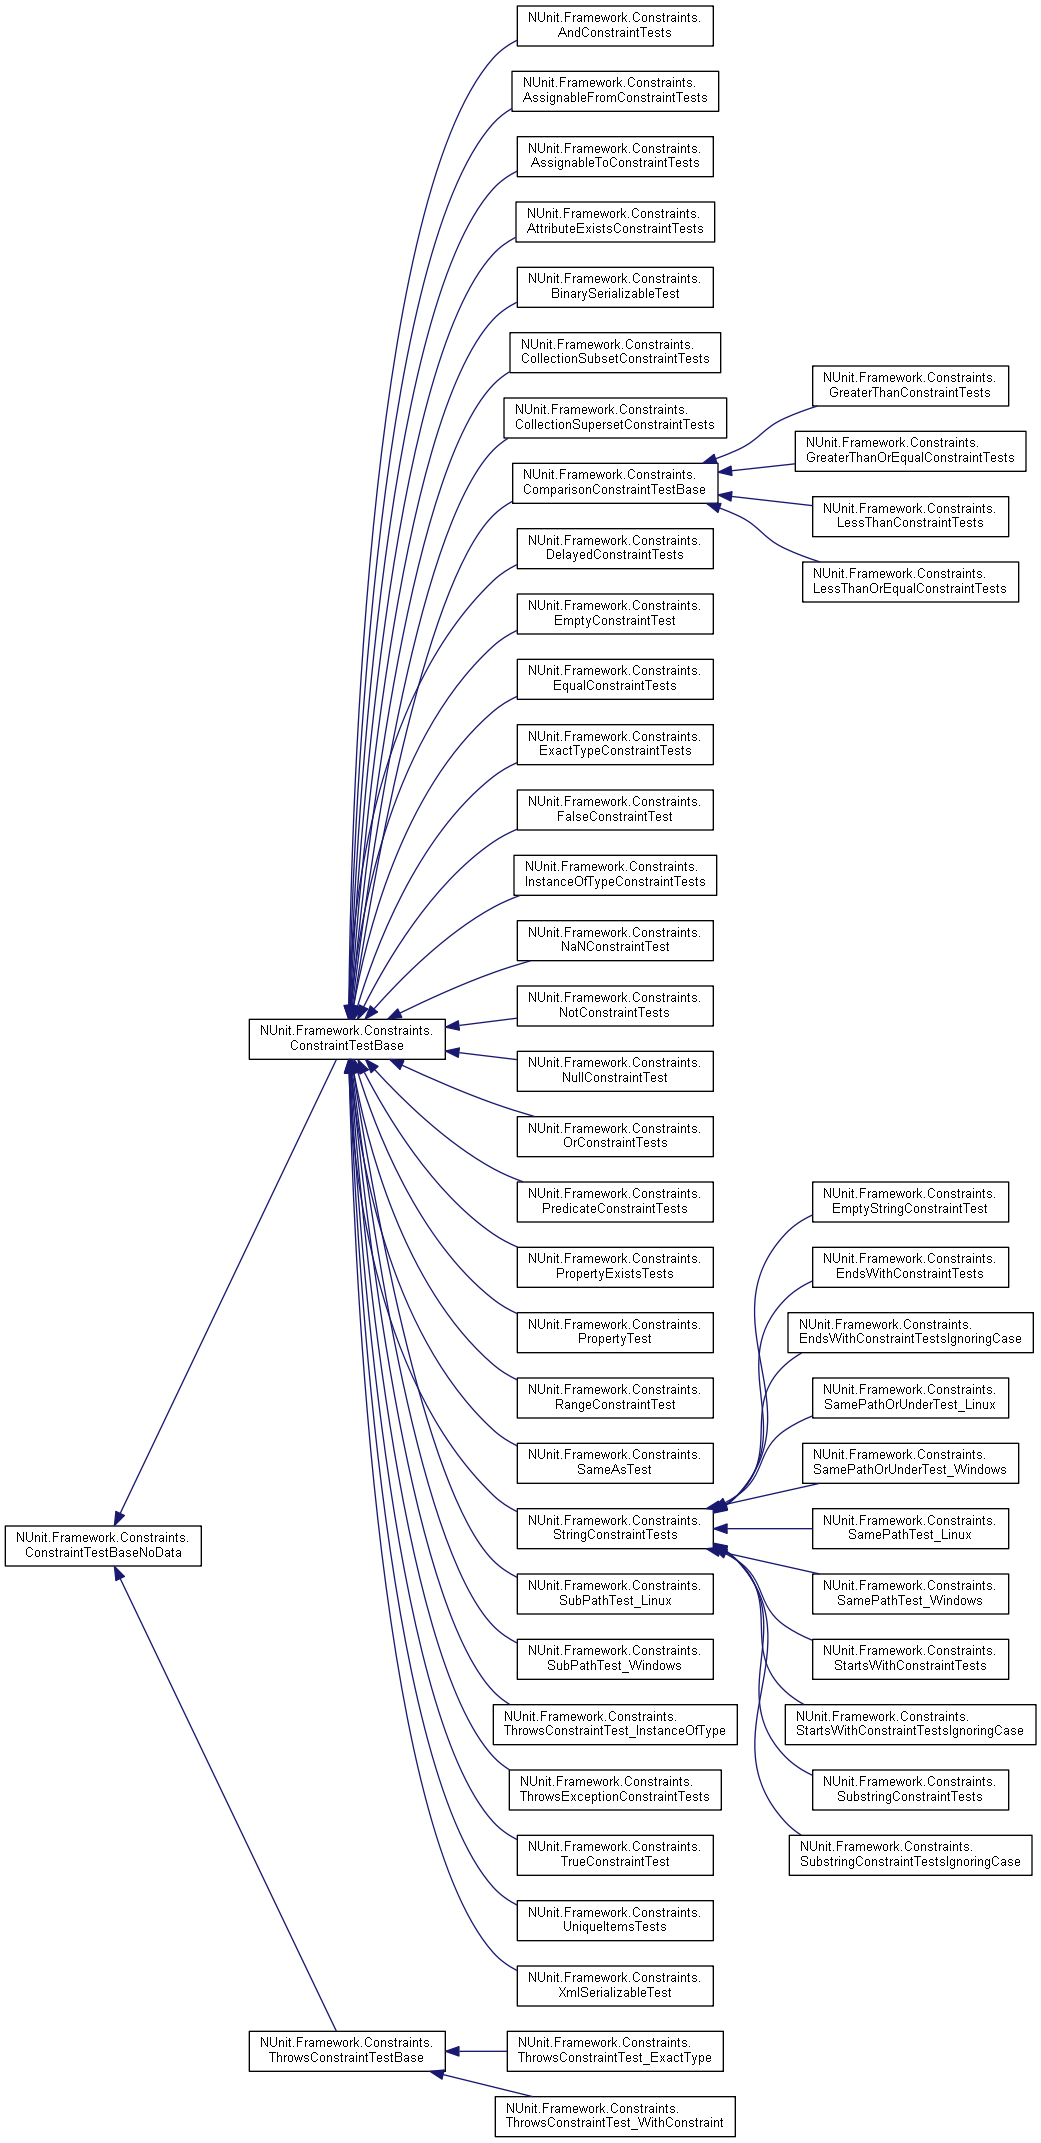 NUnit.Framework.Constraints.
AndConstraintTests
NUnit.Framework.Constraints.
AssignableFromConstraintTests
NUnit.Framework.Constraints.
AssignableToConstraintTests
NUnit.Framework.Constraints.
AttributeExistsConstraintTests
NUnit.Framework.Constraints.
BinarySerializableTest
NUnit.Framework.Constraints.
CollectionSubsetConstraintTests
NUnit.Framework.Constraints.
CollectionSupersetConstraintTests
NUnit.Framework.Constraints.
ComparisonConstraintTestBase
NUnit.Framework.Constraints.
GreaterThanConstraintTests
NUnit.Framework.Constraints.
GreaterThanOrEqualConstraintTests
NUnit.Framework.Constraints.
LessThanConstraintTests
NUnit.Framework.Constraints.
LessThanOrEqualConstraintTests
NUnit.Framework.Constraints.
DelayedConstraintTests
NUnit.Framework.Constraints.
EmptyConstraintTest
NUnit.Framework.Constraints.
EqualConstraintTests
NUnit.Framework.Constraints.
ExactTypeConstraintTests
NUnit.Framework.Constraints.
FalseConstraintTest
NUnit.Framework.Constraints.
InstanceOfTypeConstraintTests
NUnit.Framework.Constraints.
NaNConstraintTest
NUnit.Framework.Constraints.
NotConstraintTests
NUnit.Framework.Constraints.
ConstraintTestBase
NUnit.Framework.Constraints.
NullConstraintTest
NUnit.Framework.Constraints.
OrConstraintTests
NUnit.Framework.Constraints.
PredicateConstraintTests
NUnit.Framework.Constraints.
PropertyExistsTests
NUnit.Framework.Constraints.
PropertyTest
NUnit.Framework.Constraints.
RangeConstraintTest
NUnit.Framework.Constraints.
SameAsTest
NUnit.Framework.Constraints.
StringConstraintTests
NUnit.Framework.Constraints.
EmptyStringConstraintTest
NUnit.Framework.Constraints.
EndsWithConstraintTests
NUnit.Framework.Constraints.
EndsWithConstraintTestsIgnoringCase
NUnit.Framework.Constraints.
SamePathOrUnderTest_Linux
NUnit.Framework.Constraints.
SamePathOrUnderTest_Windows
NUnit.Framework.Constraints.
SamePathTest_Linux
NUnit.Framework.Constraints.
SamePathTest_Windows
NUnit.Framework.Constraints.
StartsWithConstraintTests
NUnit.Framework.Constraints.
StartsWithConstraintTestsIgnoringCase
NUnit.Framework.Constraints.
SubstringConstraintTests
NUnit.Framework.Constraints.
SubstringConstraintTestsIgnoringCase
NUnit.Framework.Constraints.
ConstraintTestBaseNoData
NUnit.Framework.Constraints.
SubPathTest_Linux
NUnit.Framework.Constraints.
SubPathTest_Windows
NUnit.Framework.Constraints.
ThrowsConstraintTest_InstanceOfType
NUnit.Framework.Constraints.
ThrowsExceptionConstraintTests
NUnit.Framework.Constraints.
TrueConstraintTest
NUnit.Framework.Constraints.
UniqueItemsTests
NUnit.Framework.Constraints.
XmlSerializableTest
NUnit.Framework.Constraints.
ThrowsConstraintTestBase
NUnit.Framework.Constraints.
ThrowsConstraintTest_ExactType
NUnit.Framework.Constraints.
ThrowsConstraintTest_WithConstraint